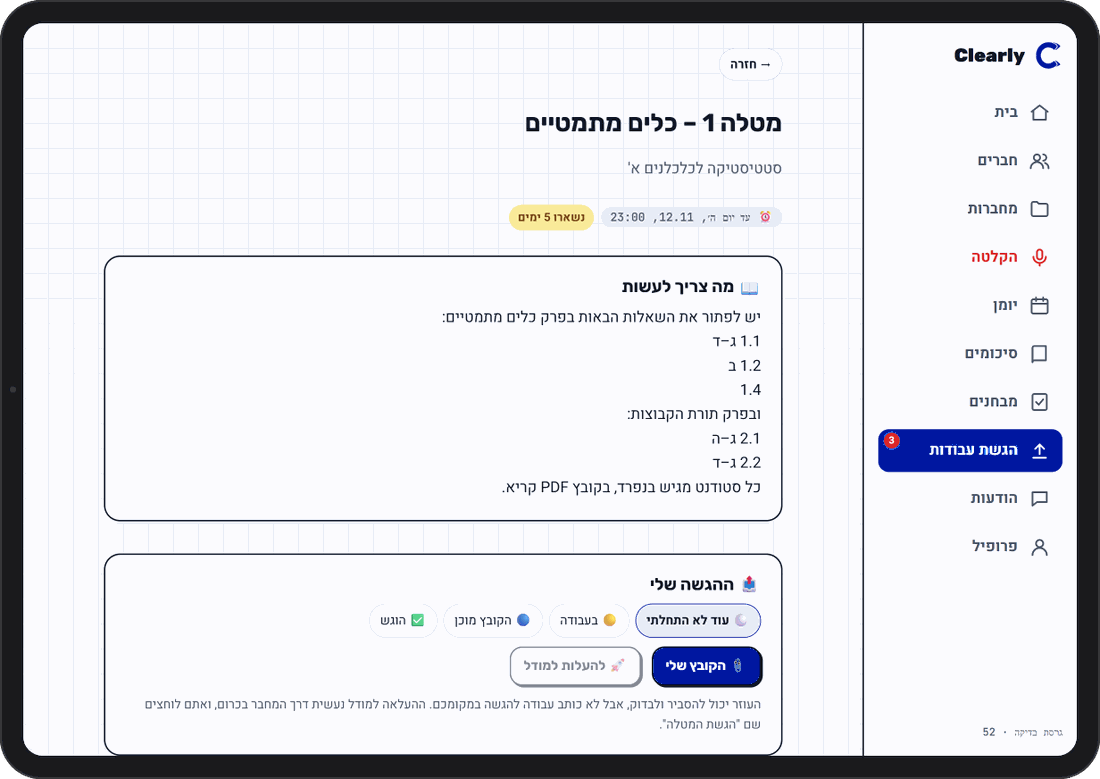 Clearly
בית
חברים
מחברות
הקלטה
יומן
סיכומים
מבחנים
הגשת עבודות
3
הודעות
פרופיל
גרסת בדיקה · 52
→ חזרה
מטלה 1 – כלים מתמטיים
סטטיסטיקה לכלכלנים א'
עד יום ה׳, 12.11, 23:00
נשארו 5 ימים
מה צריך לעשות
יש לפתור את השאלות הבאות בפרק כלים מתמטיים:
1.1 ג–ד
1.2 ב
1.4
ובפרק תורת הקבוצות:
2.1 ג–ה
2.2 ג–ד
כל סטודנט מגיש בנפרד, בקובץ PDF קריא.
ההגשה שלי
עוד לא התחלתי
בעבודה
הקובץ מוכן
הוגש
הקובץ שלי
להעלות למודל
העוזר יכול להסביר ולבדוק, אבל לא כותב עבודה להגשה במקומכם. ההעלאה למודל נעשית דרך המחבר בכרום, ואתם לוחצים
שם "הגשת המטלה".